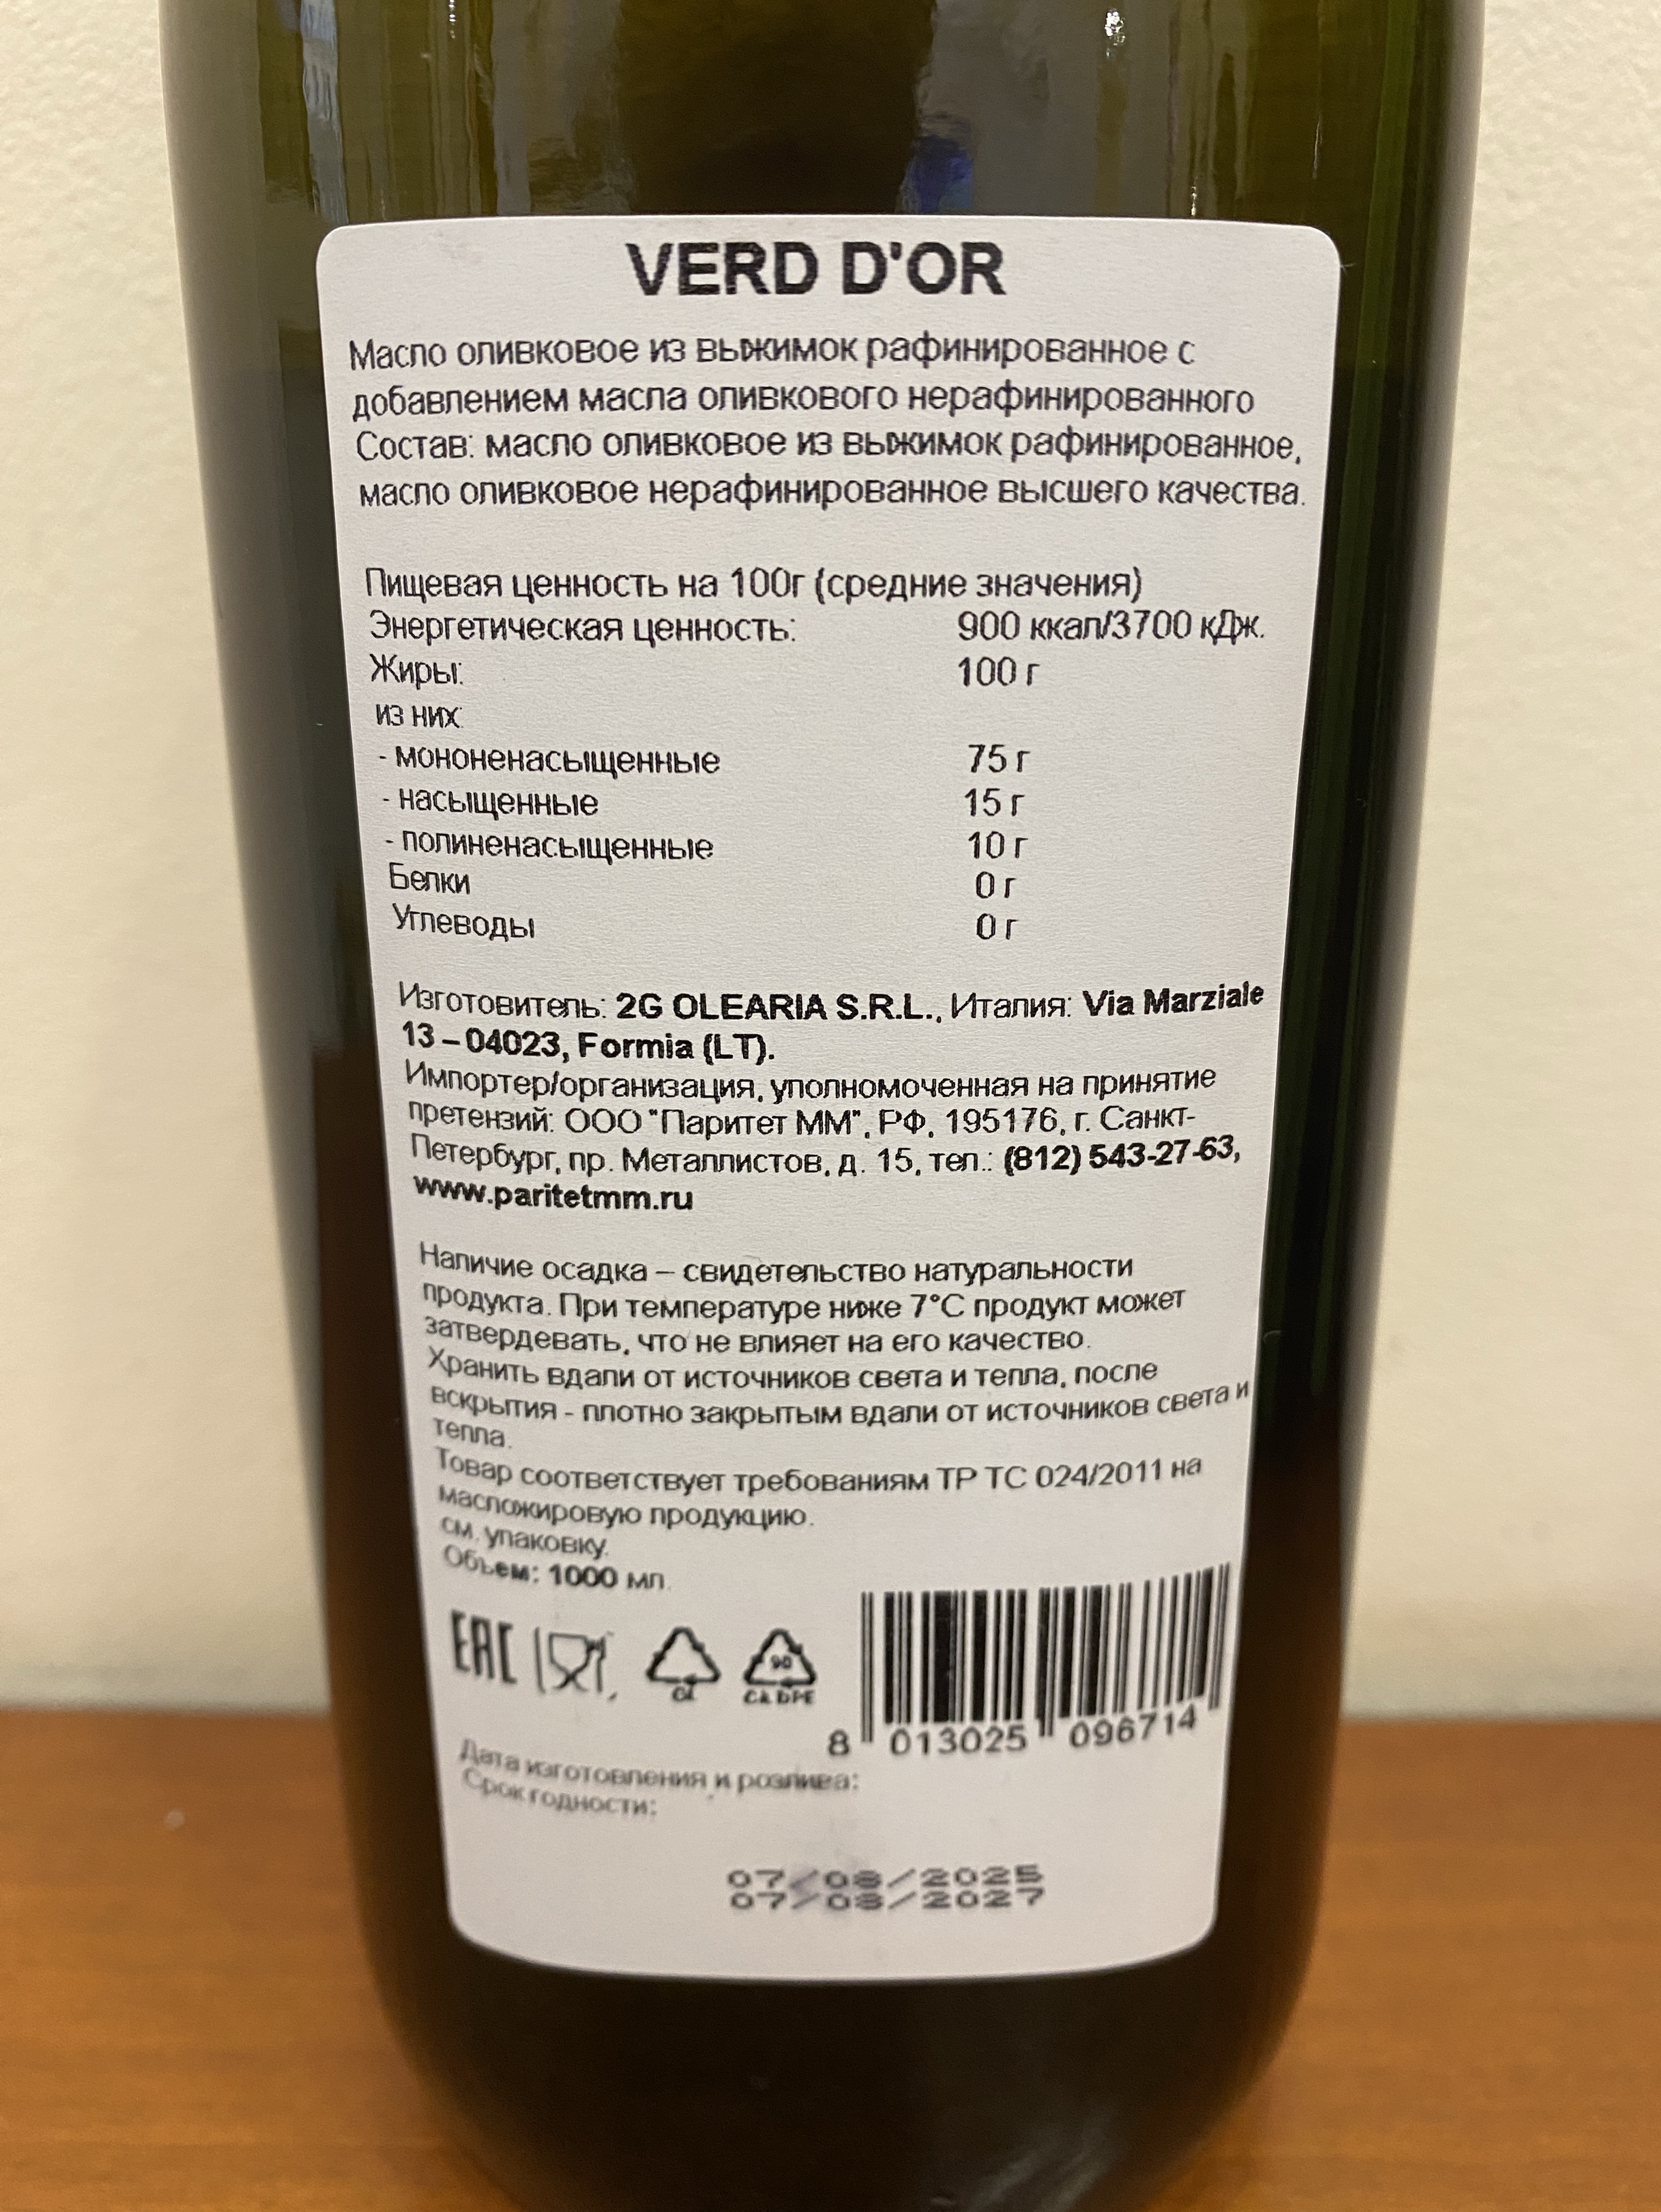 VERD D'OR
Масло оливковое из выжимок рафинированное с
добавлением масла оливкового нерафинированного
Состав: масло оливковое из выжимок рафинированное,
масло оливковое нерафинированное высшего качества.
Пищевая ценность на 100г (средние значения)
Энергетическая ценность: 900 ккал/3700 кДж.
Жиры: 100 г
из них:
- мононенасыщенные 75 г
- насыщенные 15 г
- полиненасыщенные 10 г
Белки 0 г
Углеводы 0 г
Изготовитель: 2G OLEARIA S.R.L., Италия: Via Marziale
13 – 04023, Formia (LT).
Импортер/организация, уполномоченная на принятие
претензий: ООО "Паритет ММ", РФ, 195176, г. Санкт-
Петербург, пр. Металлистов, д. 15, тел.: (812) 543-27-63,
www.paritetmm.ru
Наличие осадка – свидетельство натуральности
продукта. При температуре ниже 7°С продукт может
затвердевать, что не влияет на его качество.
Хранить вдали от источников света и тепла, после
вскрытия - плотно закрытым вдали от источников света и
тепла.
Товар соответствует требованиям ТР ТС 024/2011 на
масложировую продукцию.
см. упаковку.
Объем: 1000 мл.
EAC
90
C/LDPE
8 013025 096714
Дата изготовления и розлива:
Срок годности:
07/08/2025
07/08/2027